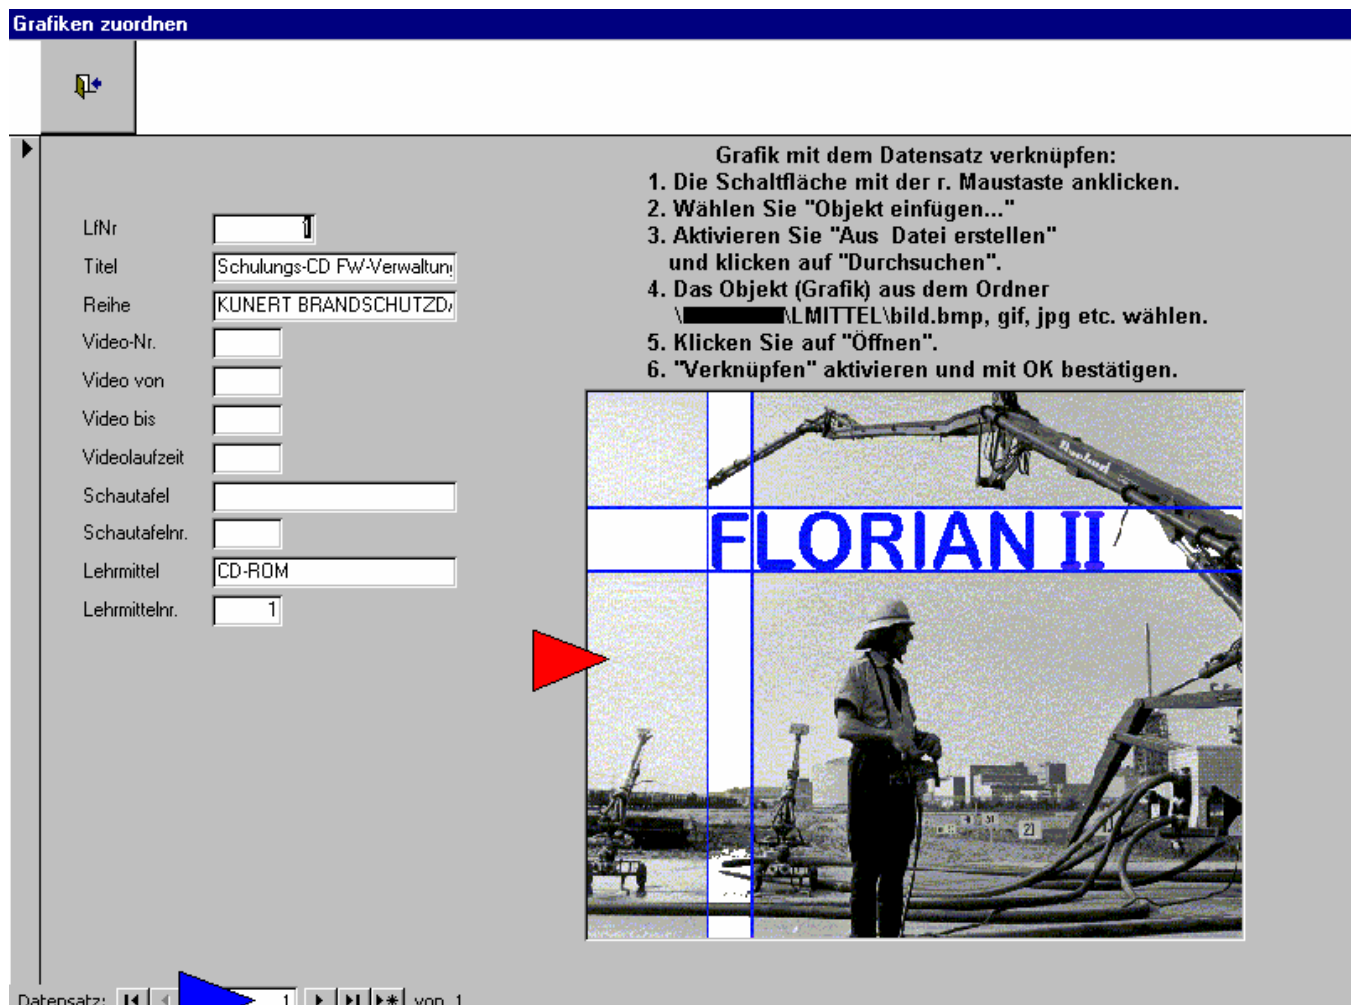 Grafiken zuordnen
Grafik mit dem Datensatz verknüpfen:
1. Die Schaltfläche mit der r. Maustaste anklicken.
2. Wählen Sie "Objekt einfügen..."
3. Aktivieren Sie "Aus Datei erstellen"
und klicken auf "Durchsuchen".
4. Das Objekt (Grafik) aus dem Ordner
\ \LMITTEL\bild.bmp, gif, jpg etc. wählen.
5. Klicken Sie auf "Öffnen".
6. "Verknüpfen" aktivieren und mit OK bestätigen.
LfNr 1
Titel Schulungs-CD FW-Verwaltung
Reihe KUNERT BRANDSCHUTZDA
Video-Nr.
Video von
Video bis
Videolaufzeit
Schautafel
Schautafelnr.
Lehrmittel CD-ROM
Lehrmittelnr. 1
FLORIAN II
Datensatz: 1 von 1